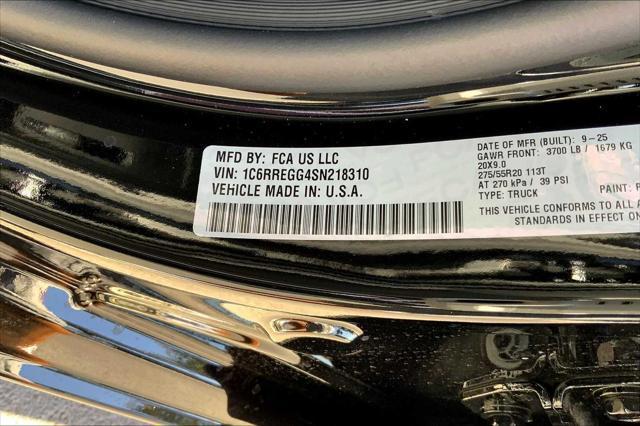 MFD BY: FCA US LLC
VIN: 1C6RREGG4SN218310
VEHICLE MADE IN: U.S.A.
DATE OF MFR (BUILT): 9-25
GAWR FRONT: 3700 LB / 1679 KG
20X9.0
275/55R20 113T
AT 270 kPa / 39 PSI
TYPE: TRUCK PAINT:
THIS VEHICLE CONFORMS TO ALL
STANDARDS IN EFFECT ON